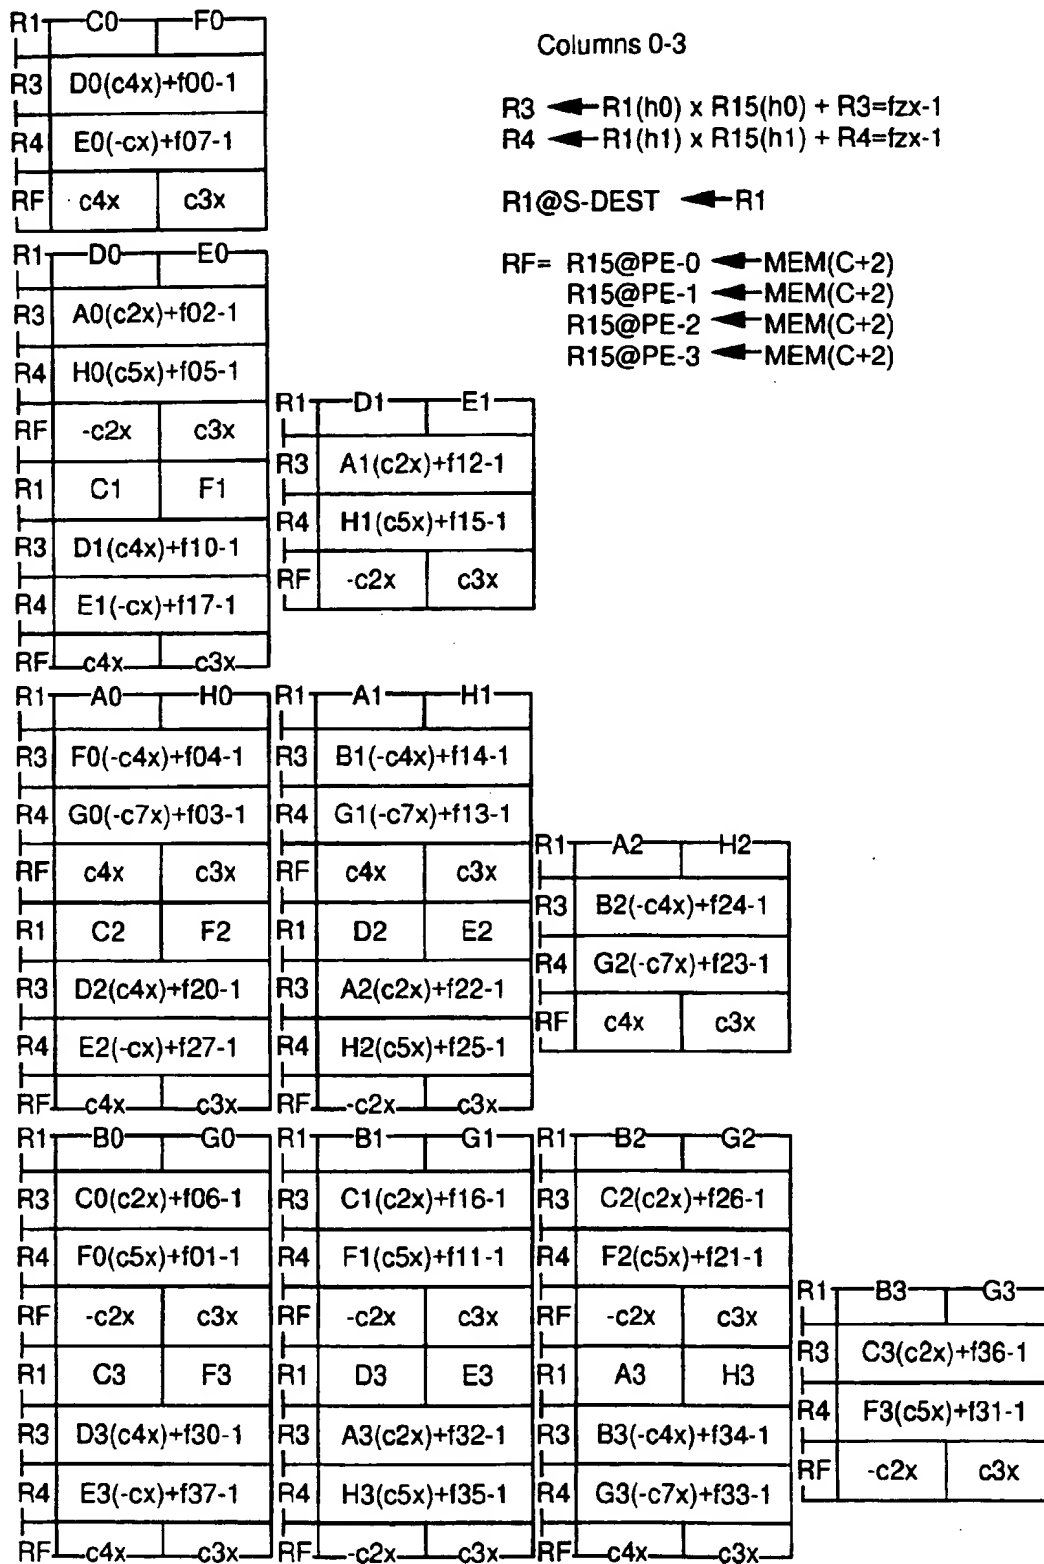 R1 C0 F0
R3 D0(c4x)+f00-1
R4 E0(-cx)+f07-1
RF c4x c3x
Columns 0-3
R3 ← R1(h0) x R15(h0) + R3=fzx-1
R4 ← R1(h1) x R15(h1) + R4=fzx-1
R1@S-DEST ← R1
RF= R15@PE-0 ← MEM(C+2)
R15@PE-1 ← MEM(C+2)
R15@PE-2 ← MEM(C+2)
R15@PE-3 ← MEM(C+2)
R1 D0 E0
R3 A0(c2x)+f02-1
R4 H0(c5x)+f05-1
RF -c2x c3x
R1 C1 F1
R3 D1(c4x)+f10-1
R4 E1(-cx)+f17-1
RF c4x c3x
R1 D1 E1
R3 A1(c2x)+f12-1
R4 H1(c5x)+f15-1
RF -c2x c3x
R1 A0 H0
R3 F0(-c4x)+f04-1
R4 G0(-c7x)+f03-1
RF c4x c3x
R1 C2 F2
R3 D2(c4x)+f20-1
R4 E2(-cx)+f27-1
RF c4x c3x
R1 A1 H1
R3 B1(-c4x)+f14-1
R4 G1(-c7x)+f13-1
RF c4x c3x
R1 D2 E2
R3 A2(c2x)+f22-1
R4 H2(c5x)+f25-1
RF -c2x c3x
R1 A2 H2
R3 B2(-c4x)+f24-1
R4 G2(-c7x)+f23-1
RF c4x c3x
R1 B0 G0
R3 C0(c2x)+f06-1
R4 F0(c5x)+f01-1
RF -c2x c3x
R1 C3 F3
R3 D3(c4x)+f30-1
R4 E3(-cx)+f37-1
RF c4x c3x
R1 B1 G1
R3 C1(c2x)+f16-1
R4 F1(c5x)+f11-1
RF -c2x c3x
R1 D3 E3
R3 A3(c2x)+f32-1
R4 H3(c5x)+f35-1
RF -c2x c3x
R1 B2 G2
R3 C2(c2x)+f26-1
R4 F2(c5x)+f21-1
RF -c2x c3x
R1 A3 H3
R3 B3(-c4x)+f34-1
R4 G3(-c7x)+f33-1
RF c4x c3x
R1 B3 G3
R3 C3(c2x)+f36-1
R4 F3(c5x)+f31-1
RF -c2x c3x